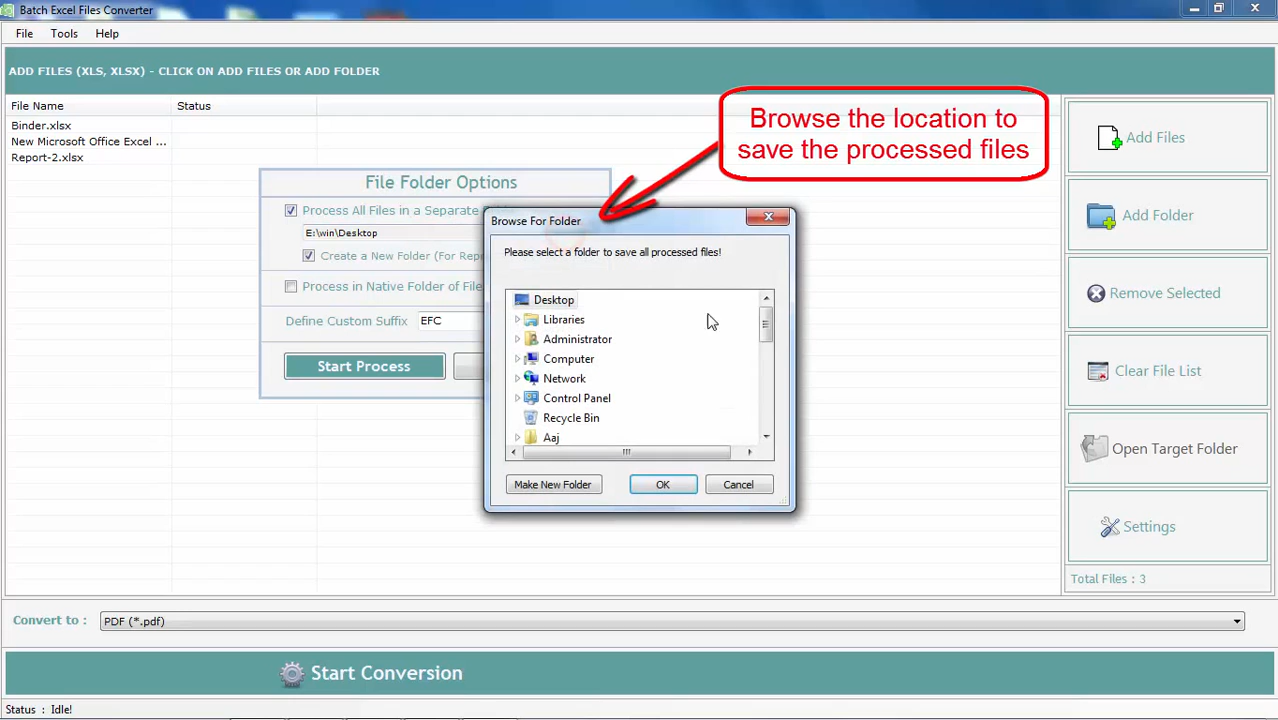 Batch Excel Files Converter
File Tools Help
ADD FILES (XLS, XLSX) - CLICK ON ADD FILES OR ADD FOLDER
File Name Status
Binder.xlsx
New Microsoft Office Excel ...
Report-2.xlsx
Browse the location to
save the processed files
File Folder Options
Process All Files in a Separate
E:\win\Desktop
Create a New Folder (For Rep
Process in Native Folder of File
Define Custom Suffix EFC
Start Process
Browse For Folder
Please select a folder to save all processed files!
Desktop
Libraries
Administrator
Computer
Network
Control Panel
Recycle Bin
Aaj
Make New Folder OK Cancel
Add Files
Add Folder
Remove Selected
Clear File List
Open Target Folder
Settings
Total Files : 3
Convert to : PDF (*.pdf)
Start Conversion
Status : Idle!